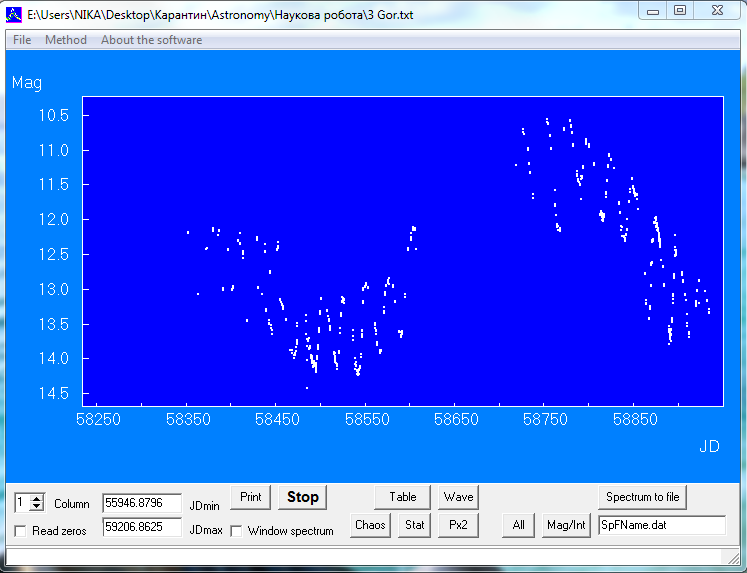 E:\Users\NIKA\Desktop\Карантин\Astronomy\Наукова робота\3 Gor.txt
File Method About the software
Mag
10.5
11.0
11.5
12.0
12.5
13.0
13.5
14.0
14.5
58250 58350 58450 58550 58650 58750 58850
JD
1 Column 55946.8796 JDmin Print Stop Table Wave Spectrum to file
Read zeros 59206.8625 JDmax Window spectrum Chaos Stat Px2 All Mag/Int SpFName.dat